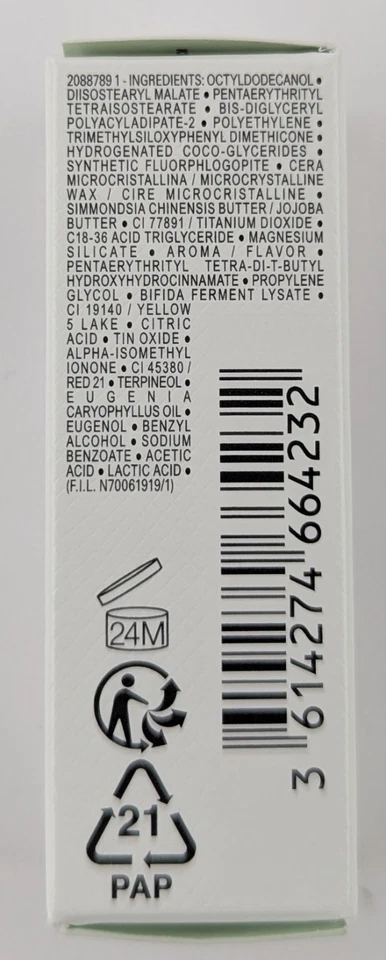 2088789 1 - INGREDIENTS: OCTYLDODECANOL •
DIISOSTEARYL MALATE • PENTAERYTHRITYL
TETRAISOSTEARATE • BIS-DIGLYCERYL
POLYACYLADIPATE-2 • POLYETHYLENE •
TRIMETHYLSILOXYPHENYL DIMETHICONE •
HYDROGENATED COCO-GLYCERIDES •
SYNTHETIC FLUORPHLOGOPITE • CERA
MICROCRISTALLINA / MICROCRYSTALLINE
WAX / CIRE MICROCRISTALLINE •
SIMMONDSIA CHINENSIS BUTTER / JOJOBA
BUTTER • CI 77891 / TITANIUM DIOXIDE •
C18-36 ACID TRIGLYCERIDE • MAGNESIUM
SILICATE • AROMA / FLAVOR •
PENTAERYTHRITYL TETRA-DI-T-BUTYL
HYDROXYHYDROCINNAMATE • PROPYLENE
GLYCOL • BIFIDA FERMENT LYSATE •
CI 19140 / YELLOW
5 LAKE • CITRIC
ACID • TIN OXIDE •
ALPHA-ISOMETHYL
IONONE • CI 45380 /
RED 21 • TERPINEOL •
EUGENIA
CARYOPHYLLUS OIL •
EUGENOL • BENZYL
ALCOHOL • SODIUM
BENZOATE • ACETIC
ACID • LACTIC ACID •
(F.I.L. N70061919/1)
3 614274 664232
24M
21
PAP